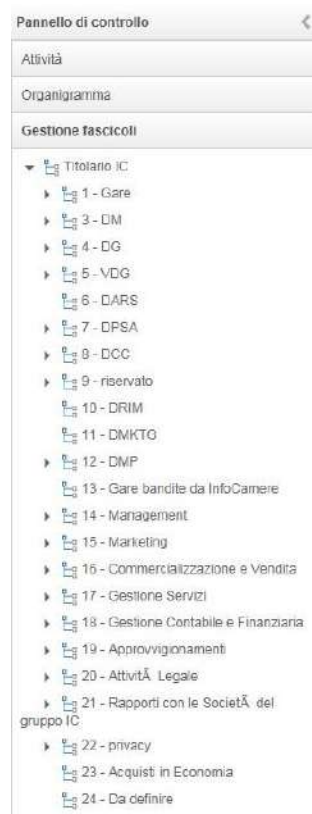 Pannello di controllo
Attività
Organigramma
Gestione fascicoli
Titolario IC
1 - Gare
3 - DM
4 - DG
5 - VDG
6 - DARS
7 - DPSA
8 - DCC
9 - riservato
10 - DRIM
11 - DMKTG
12 - DMP
13 - Gare bandite da InfoCamere
14 - Management
15 - Marketing
16 - Commercializzazione e Vendita
17 - Gestione Servizi
18 - Gestione Contabile e Finanziaria
19 - Approvvigionamenti
20 - AttivitÃ Legale
21 - Rapporti con le SocietÃ del
gruppo IC
22 - privacy
23 - Acquisti in Economia
24 - Da definire